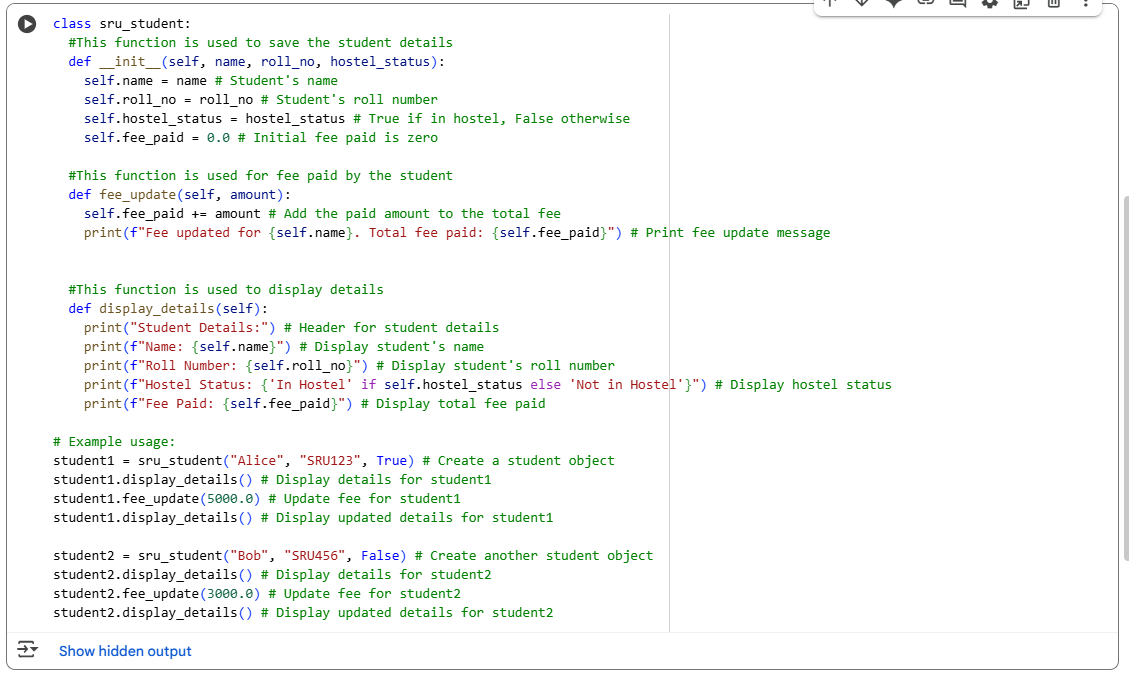 class sru_student:
  #This function is used to save the student details
  def __init__(self, name, roll_no, hostel_status):
    self.name = name # Student's name
    self.roll_no = roll_no # Student's roll number
    self.hostel_status = hostel_status # True if in hostel, False otherwise
    self.fee_paid = 0.0 # Initial fee paid is zero

  #This function is used for fee paid by the student
  def fee_update(self, amount):
    self.fee_paid += amount # Add the paid amount to the total fee
    print(f"Fee updated for {self.name}. Total fee paid: {self.fee_paid}") # Print fee update message


  #This function is used to display details
  def display_details(self):
    print("Student Details:") # Header for student details
    print(f"Name: {self.name}") # Display student's name
    print(f"Roll Number: {self.roll_no}") # Display student's roll number
    print(f"Hostel Status: {'In Hostel' if self.hostel_status else 'Not in Hostel'}") # Display hostel status
    print(f"Fee Paid: {self.fee_paid}") # Display total fee paid

# Example usage:
student1 = sru_student("Alice", "SRU123", True) # Create a student object
student1.display_details() # Display details for student1
student1.fee_update(5000.0) # Update fee for student1
student1.display_details() # Display updated details for student1

student2 = sru_student("Bob", "SRU456", False) # Create another student object
student2.display_details() # Display details for student2
student2.fee_update(3000.0) # Update fee for student2
student2.display_details() # Display updated details for student2
Show hidden output